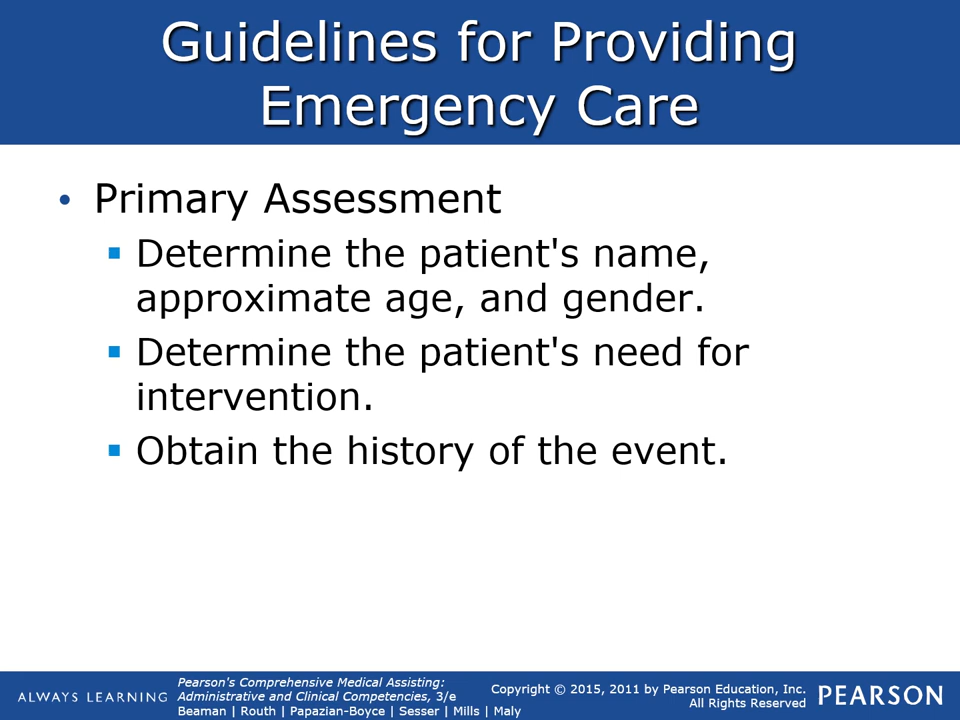 Guidelines for Providing
Emergency Care
• Primary Assessment
▪ Determine the patient's name,
approximate age, and gender.
▪ Determine the patient's need for
intervention.
▪ Obtain the history of the event.
ALWAYS LEARNING
Pearson's Comprehensive Medical Assisting:
Administrative and Clinical Competencies, 3/e
Beaman | Routh | Papazian-Boyce | Sesser | Mills | Maly
Copyright © 2015, 2011 by Pearson Education, Inc.
All Rights Reserved
PEARSON